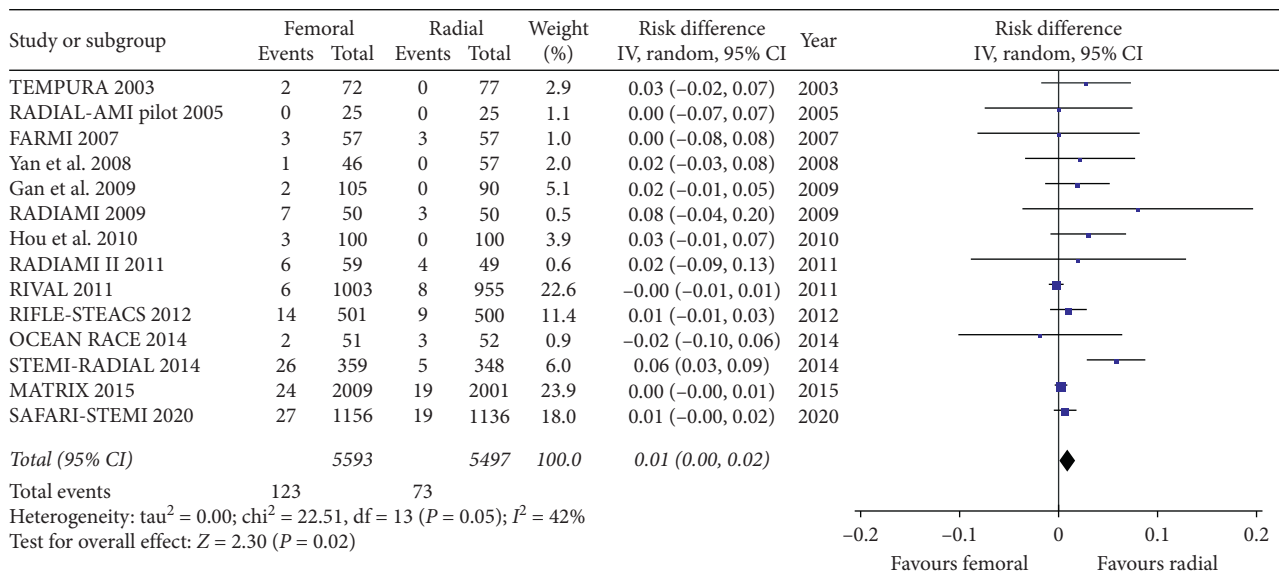 Study or subgroup Femoral Radial Weight Risk difference Year Risk difference
Events Total Events Total (%) IV, random, 95% CI IV, random, 95% CI
TEMPURA 2003 2 72 0 77 2.9 0.03 (–0.02, 0.07) 2003
RADIAL-AMI pilot 2005 0 25 0 25 1.1 0.00 (–0.07, 0.07) 2005
FARMI 2007 3 57 3 57 1.0 0.00 (–0.08, 0.08) 2007
Yan et al. 2008 1 46 0 57 2.0 0.02 (–0.03, 0.08) 2008
Gan et al. 2009 2 105 0 90 5.1 0.02 (–0.01, 0.05) 2009
RADIAMI 2009 7 50 3 50 0.5 0.08 (–0.04, 0.20) 2009
Hou et al. 2010 3 100 0 100 3.9 0.03 (–0.01, 0.07) 2010
RADIAMI II 2011 6 59 4 49 0.6 0.02 (–0.09, 0.13) 2011
RIVAL 2011 6 1003 8 955 22.6 –0.00 (–0.01, 0.01) 2011
RIFLE-STEACS 2012 14 501 9 500 11.4 0.01 (–0.01, 0.03) 2012
OCEAN RACE 2014 2 51 3 52 0.9 –0.02 (–0.10, 0.06) 2014
STEMI-RADIAL 2014 26 359 5 348 6.0 0.06 (0.03, 0.09) 2014
MATRIX 2015 24 2009 19 2001 23.9 0.00 (–0.00, 0.01) 2015
SAFARI-STEMI 2020 27 1156 19 1136 18.0 0.01 (–0.00, 0.02) 2020
Total (95% CI) 5593 5497 100.0 0.01 (0.00, 0.02)
Total events 123 73
Heterogeneity: tau² = 0.00; chi² = 22.51, df = 13 (P = 0.05); I² = 42%
Test for overall effect: Z = 2.30 (P = 0.02)
–0.2 –0.1 0 0.1 0.2
Favours femoral Favours radial